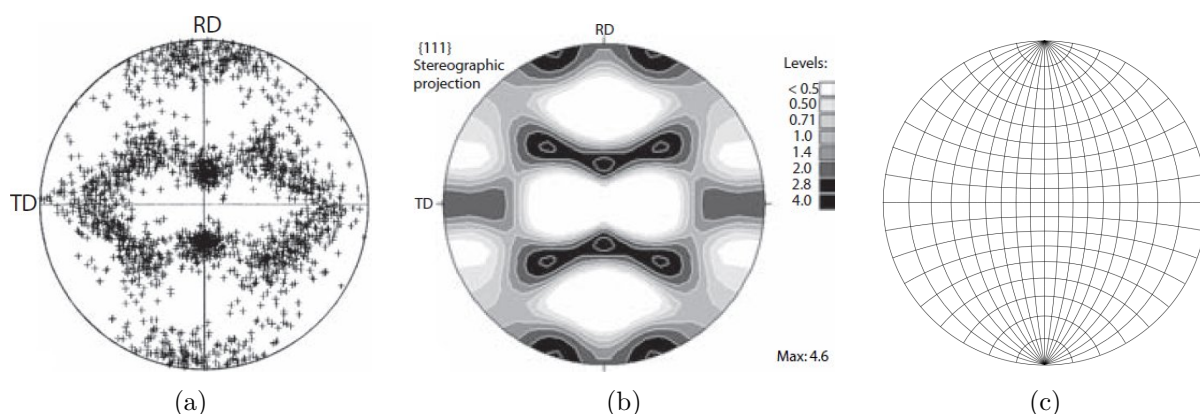 RD
TD
(a)
{111}
Stereographic
projection
RD
TD
Levels:
< 0.5
0.50
0.71
1.0
1.4
2.0
2.8
4.0
Max: 4.6
(b)
(c)